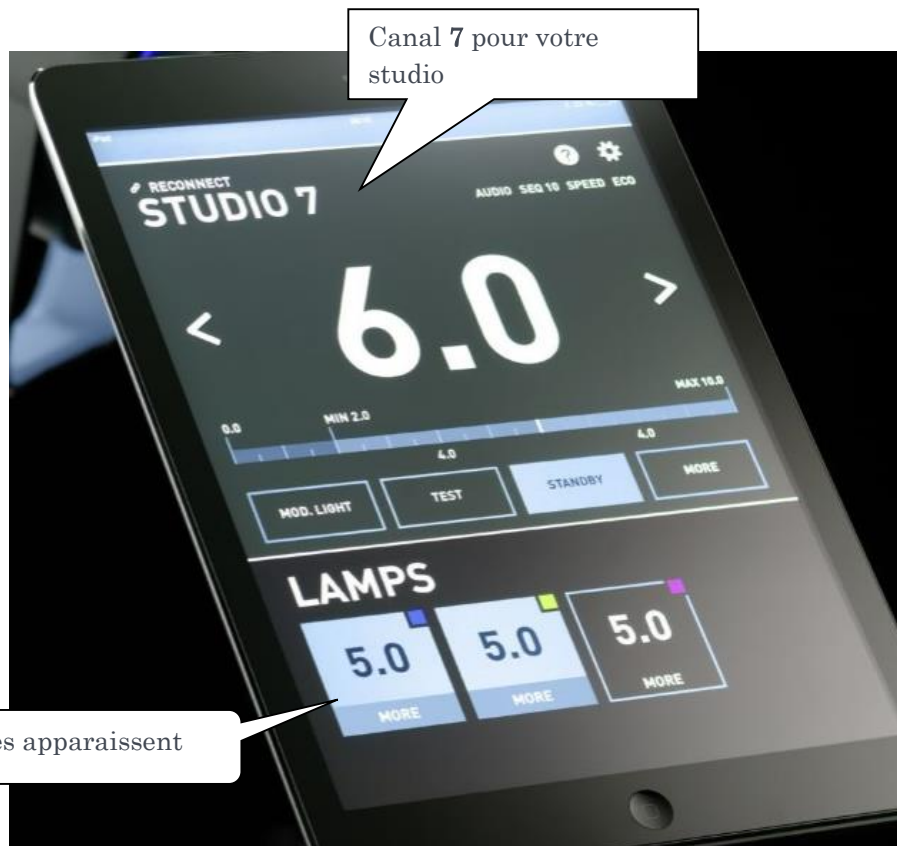 Canal 7 pour votre
studio
iPad
RECONNECT
STUDIO 7
AUDIO SEQ 10 SPEED ECO
< 6.0 >
0.0 MIN 2.0 MAX 10.0
4.0 4.0
MOD. LIGHT TEST STANDBY MORE
LAMPS
5.0 5.0 5.0
MORE MORE MORE
apparaissent